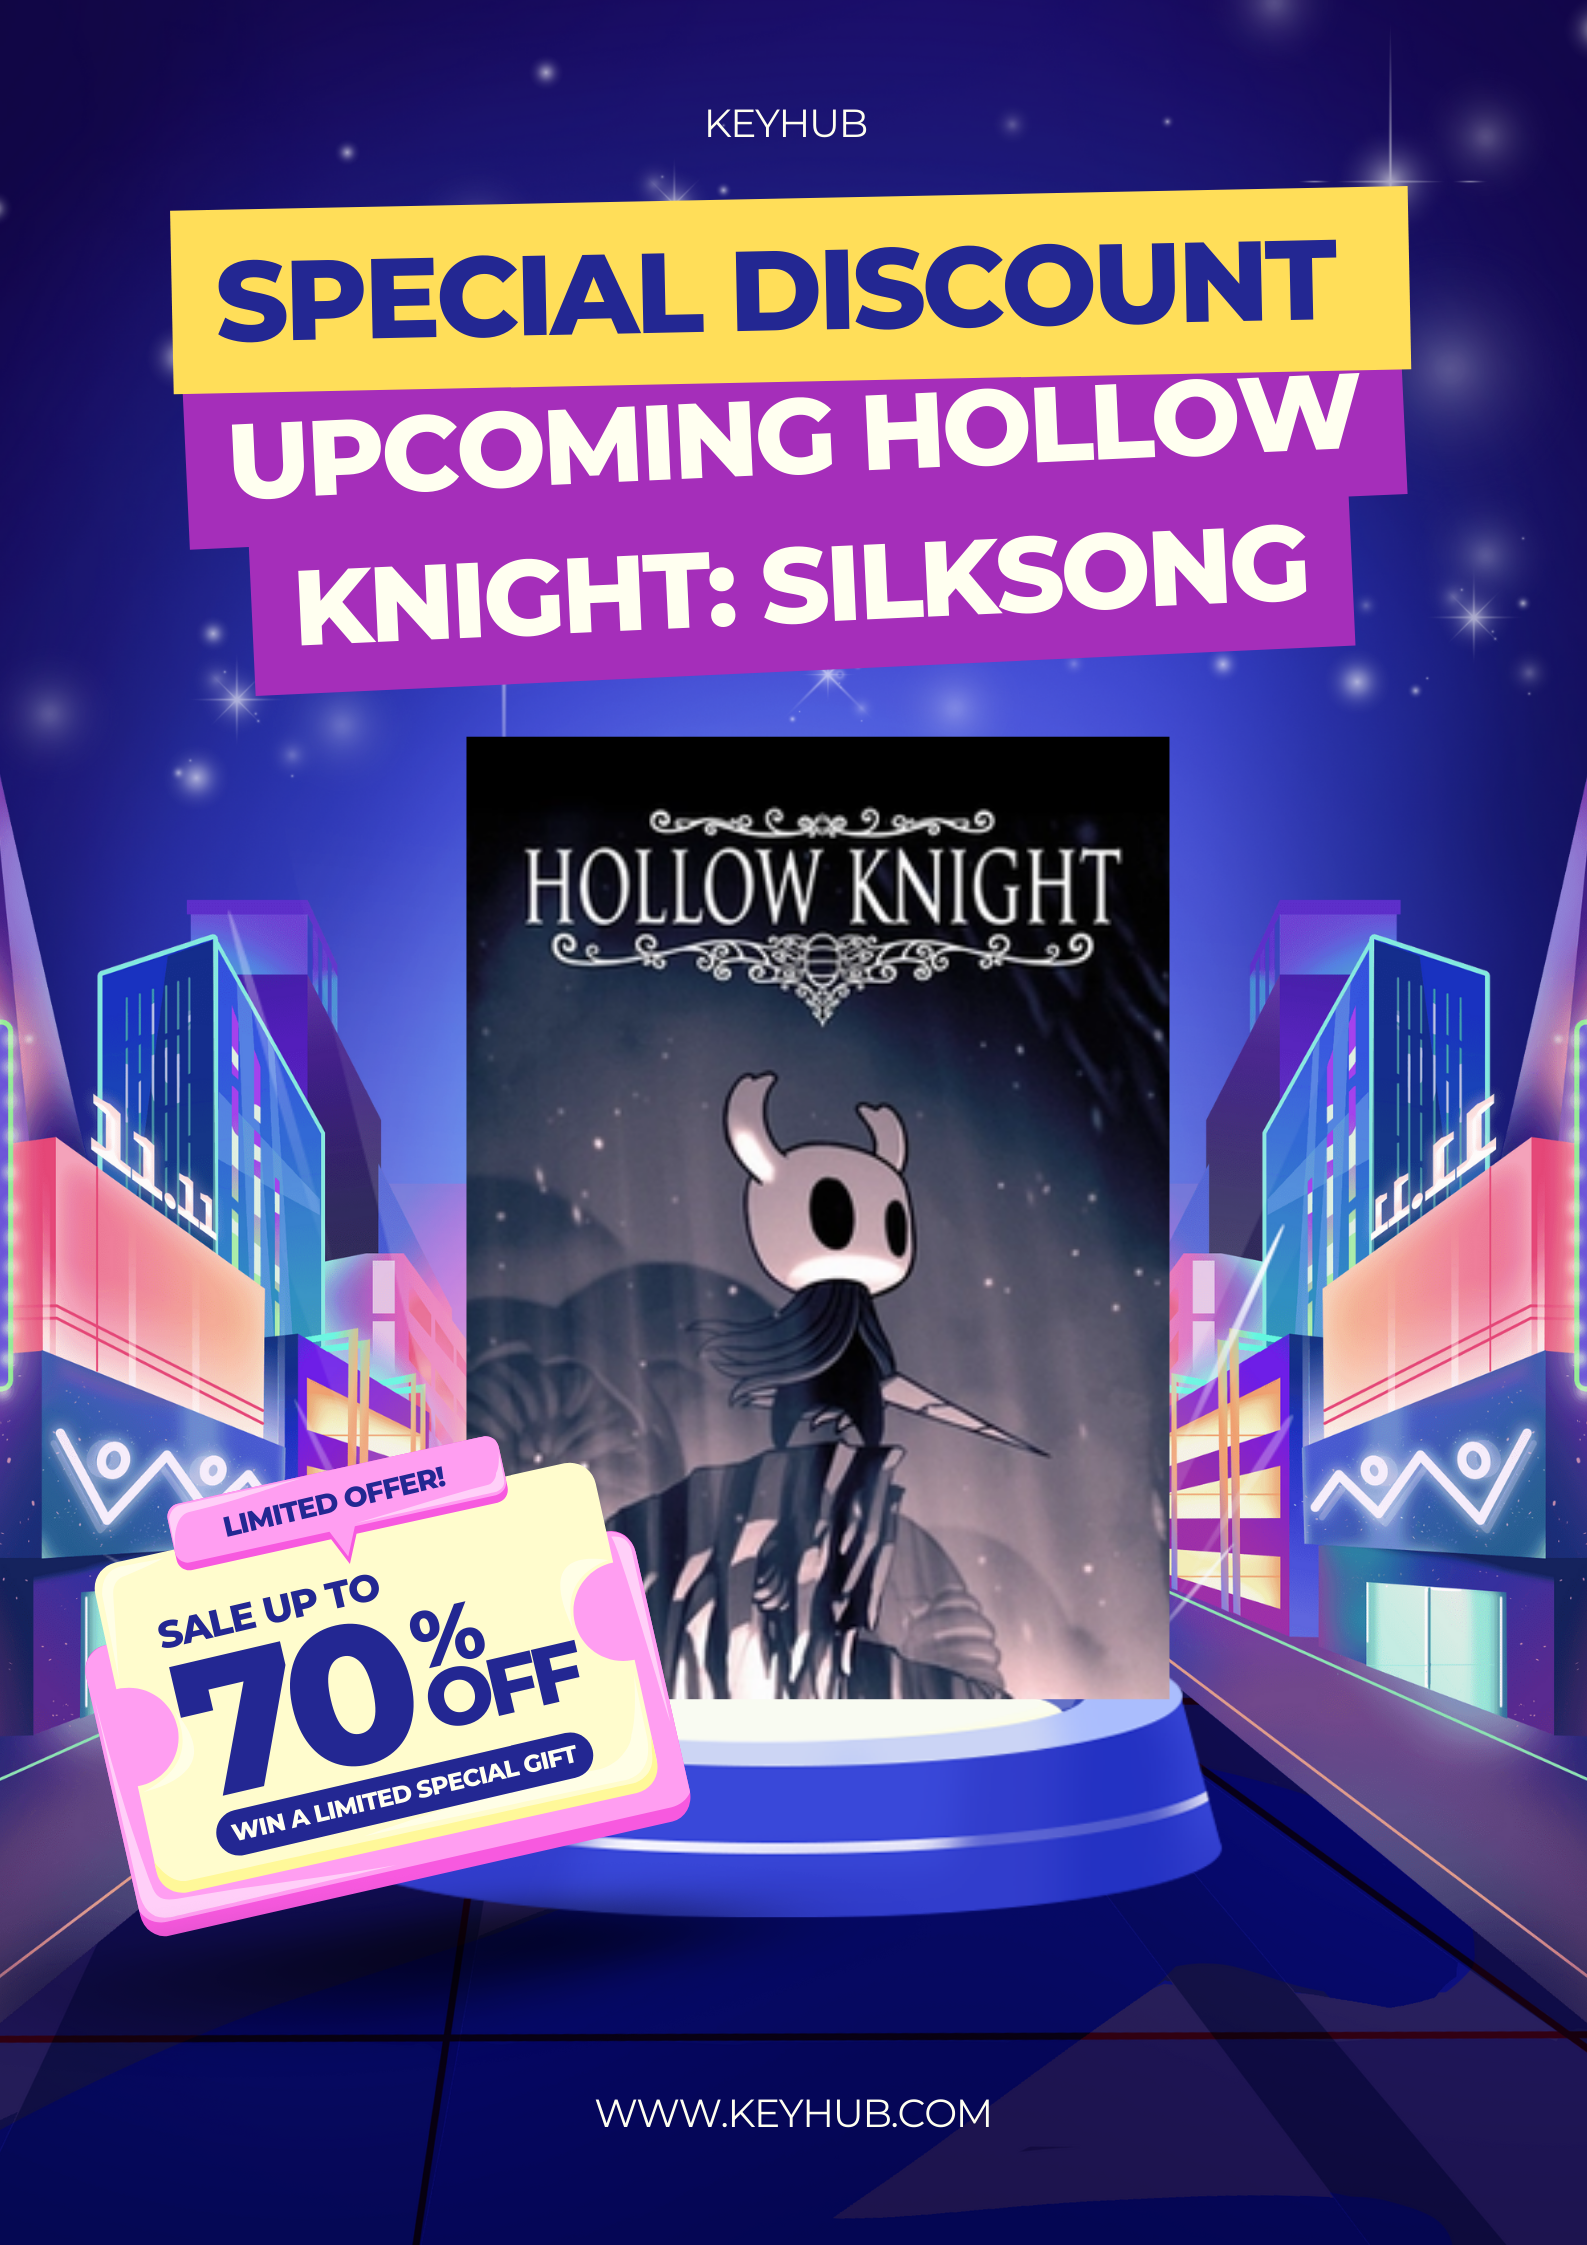 KEYHUB
SPECIAL DISCOUNT
UPCOMING HOLLOW
KNIGHT: SILKSONG
HOLLOW KNIGHT
LIMITED OFFER!
SALE UP TO
70% OFF
WIN A LIMITED SPECIAL GIFT
WWW.KEYHUB.COM